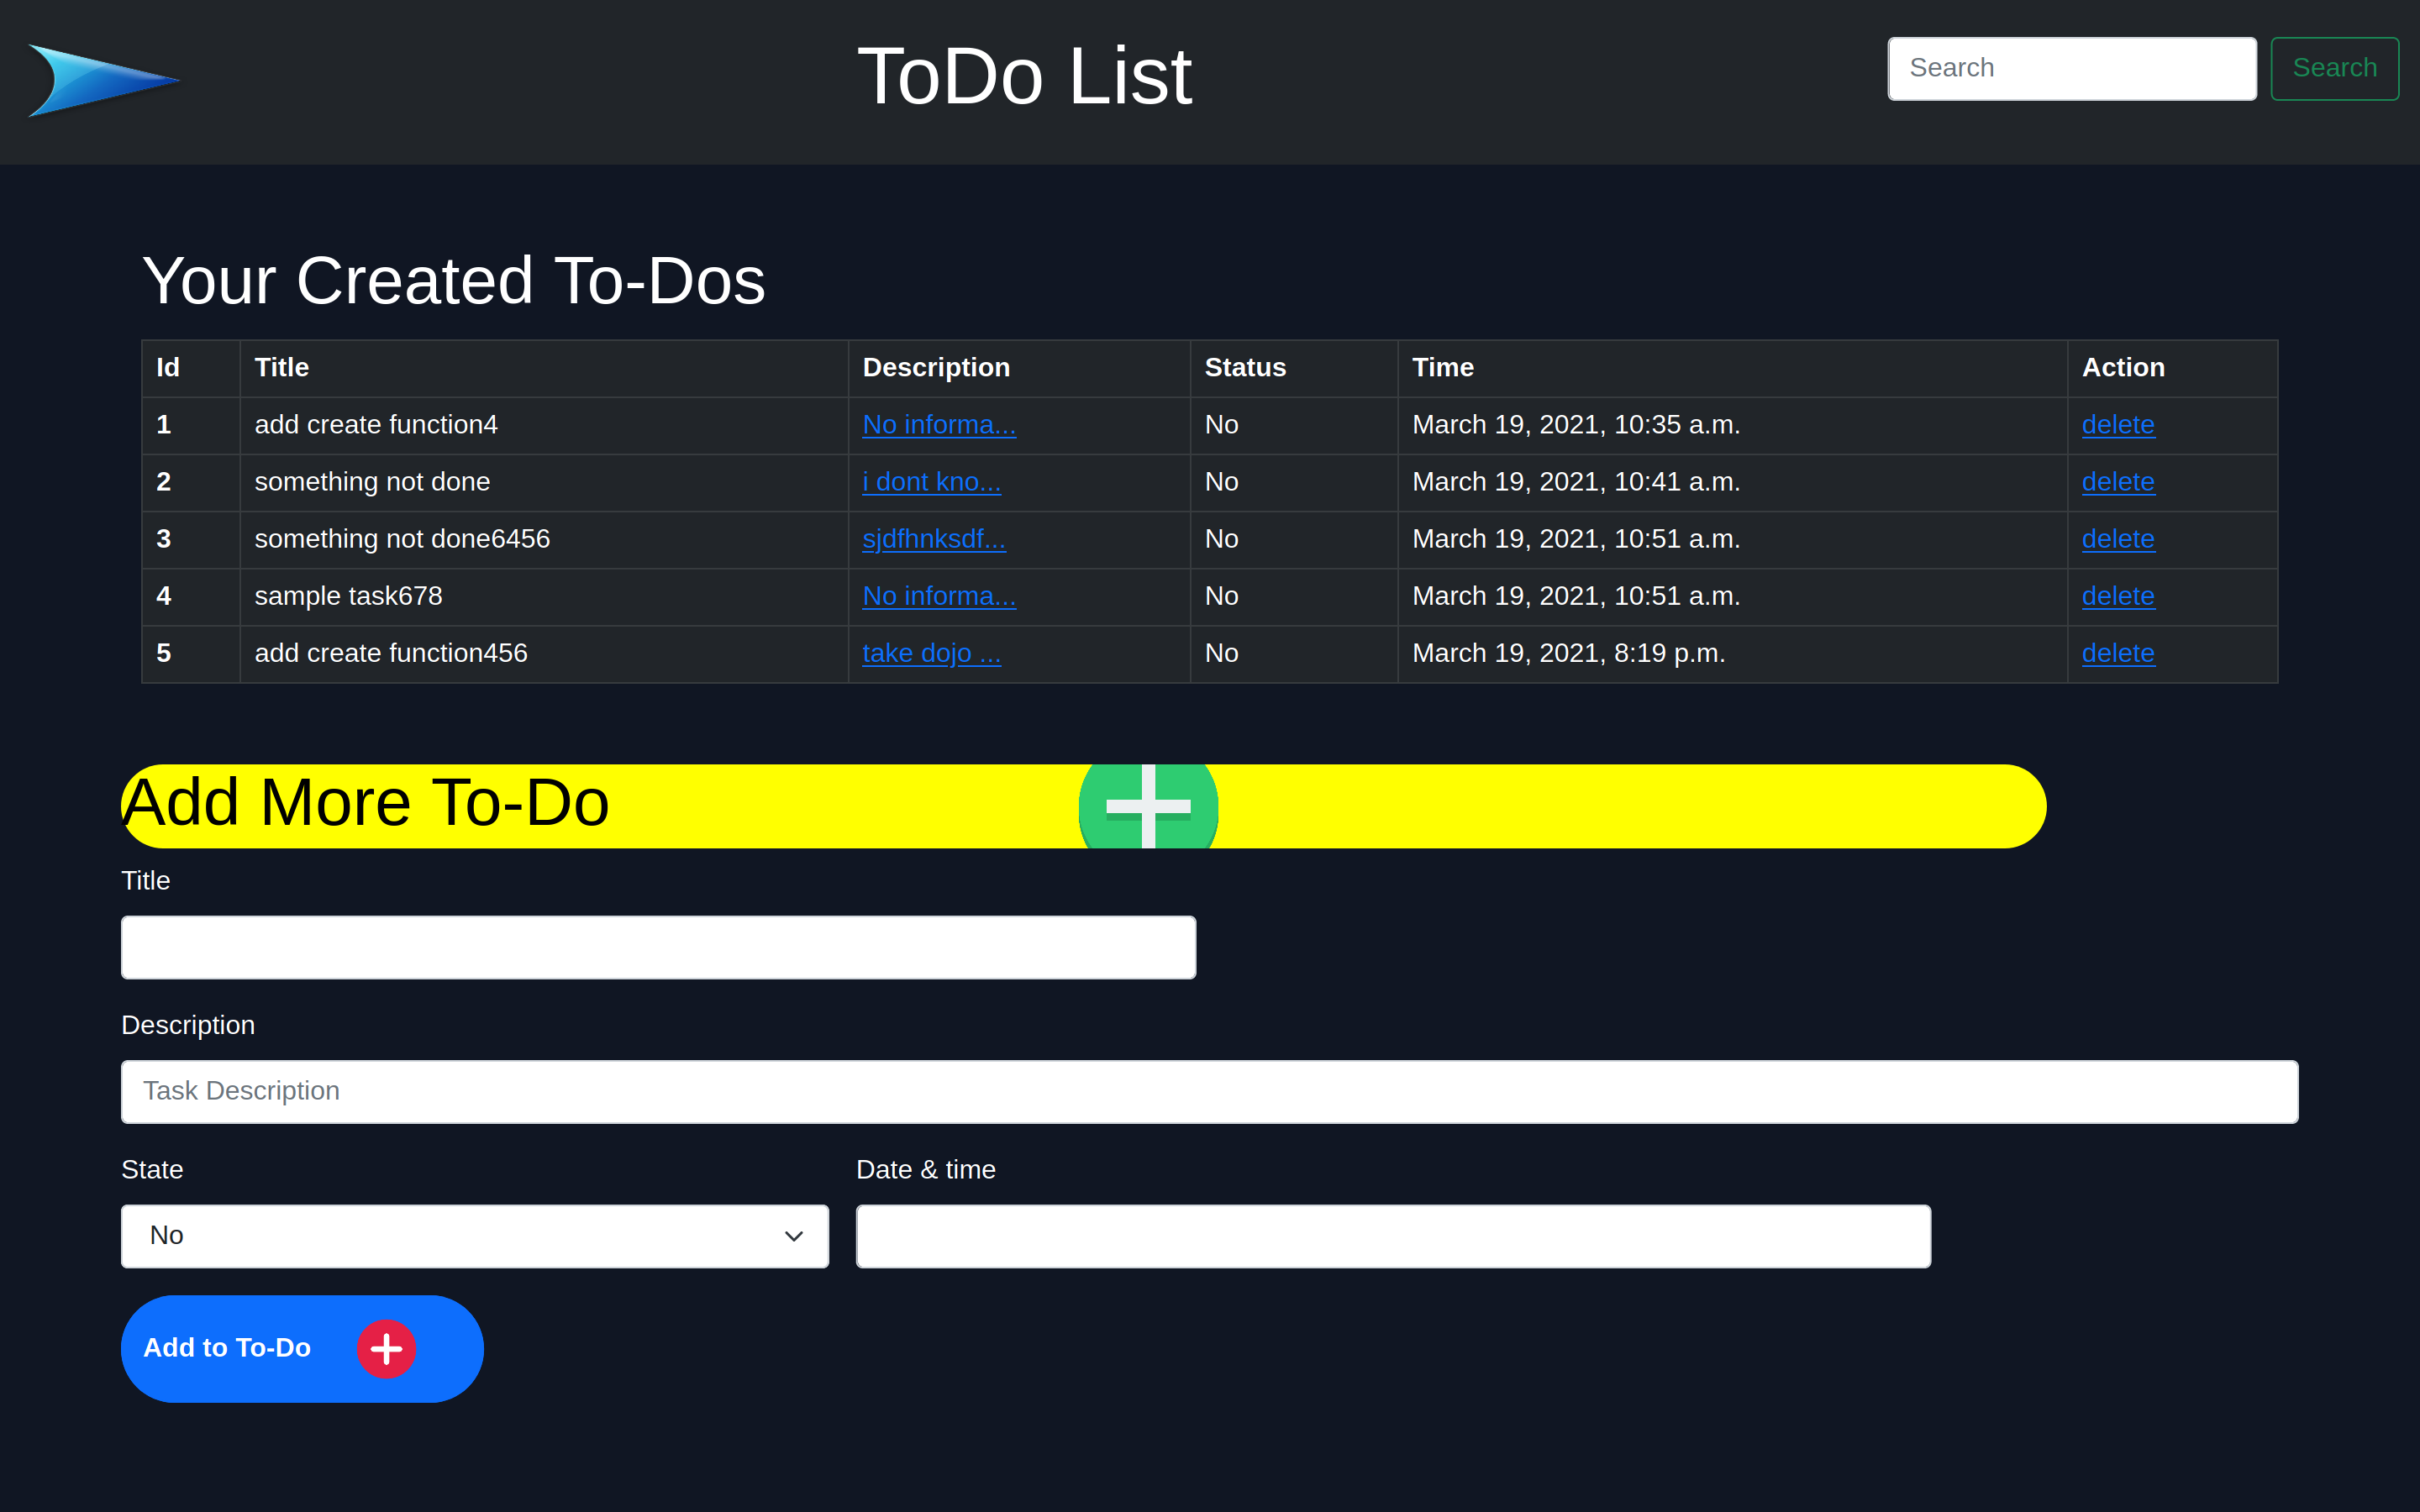 ToDo List
Search Search
Your Created To-Dos
Id Title Description Status Time Action
1 add create function4 No informa... No March 19, 2021, 10:35 a.m. delete
2 something not done i dont kno... No March 19, 2021, 10:41 a.m. delete
3 something not done6456 sjdfhnksdf... No March 19, 2021, 10:51 a.m. delete
4 sample task678 No informa... No March 19, 2021, 10:51 a.m. delete
5 add create function456 take dojo ... No March 19, 2021, 8:19 p.m. delete
Add More To-Do
Title
Description
Task Description
State Date & time
No
Add to To-Do